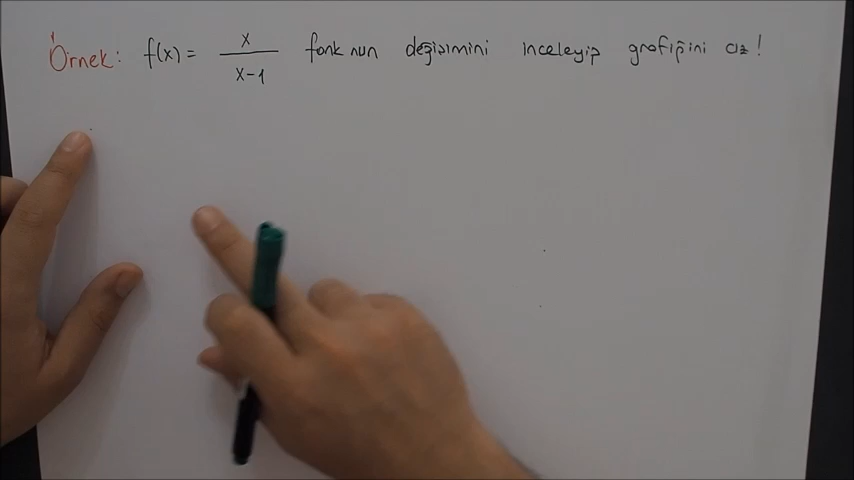 Örnek: f(x) = x / x-1 fonk nun değişimini inceleyip grafiğini çiz!